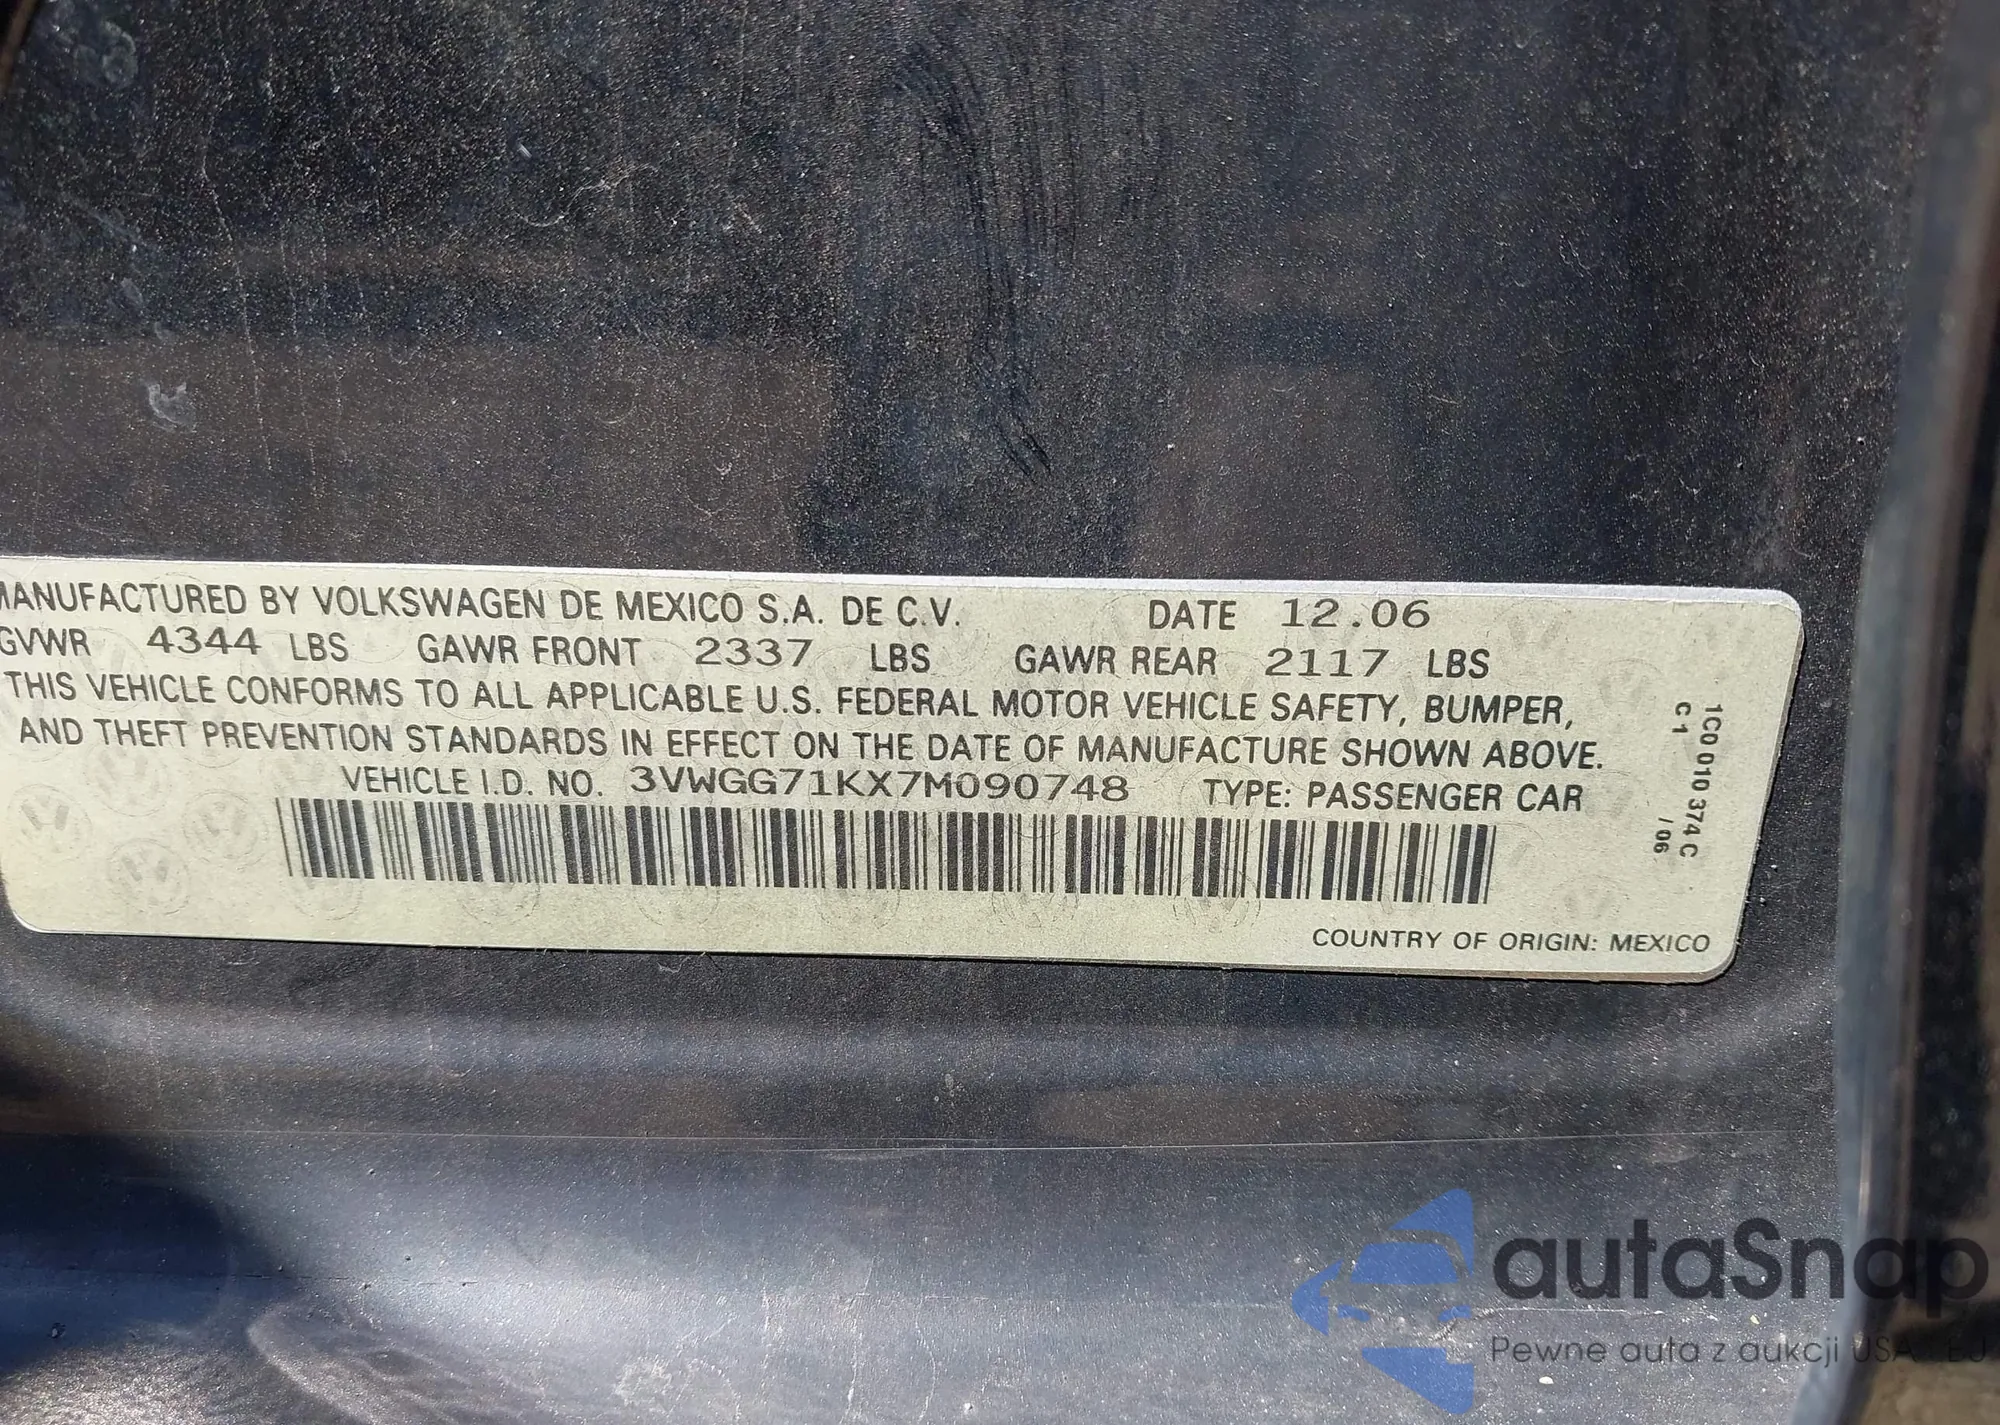 MANUFACTURED BY VOLKSWAGEN DE MEXICO S.A. DE C.V. DATE 12.06
GVWR 4344 LBS GAWR FRONT 2337 LBS GAWR REAR 2117 LBS
THIS VEHICLE CONFORMS TO ALL APPLICABLE U.S. FEDERAL MOTOR VEHICLE SAFETY, BUMPER,
AND THEFT PREVENTION STANDARDS IN EFFECT ON THE DATE OF MANUFACTURE SHOWN ABOVE.
VEHICLE I.D. NO. 3VWGG71KX7M090748 TYPE: PASSENGER CAR
COUNTRY OF ORIGIN: MEXICO
1C0 010 374 C
C 1 / 06
autaSnap
Pewne auta z aukcji USA i EU